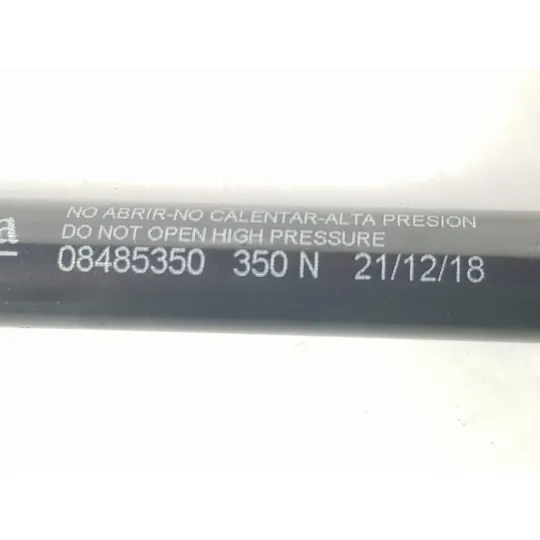 NO ABRIR-NO CALENTAR-ALTA PRESION
DO NOT OPEN HIGH PRESSURE
08485350 350 N 21/12/18